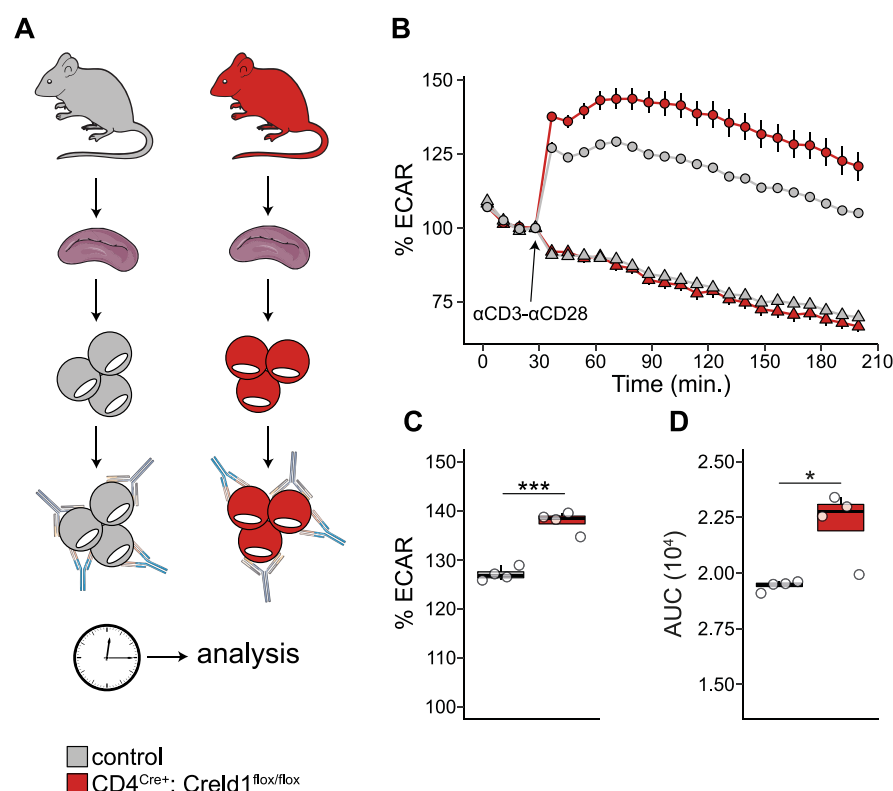 A
B
150
125
100
75
% ECAR
αCD3-αCD28
0 30 60 90 120 150 180 210
Time (min.)
C
150
140
130
120
110
100
% ECAR
***
D
2.50
2.25
2.00
2.75
1.50
AUC (10⁴)
*
analysis
control
CD4ᶜʳᵉ⁺: Creld1ᶠˡᵒˣ/ᶠˡᵒˣ